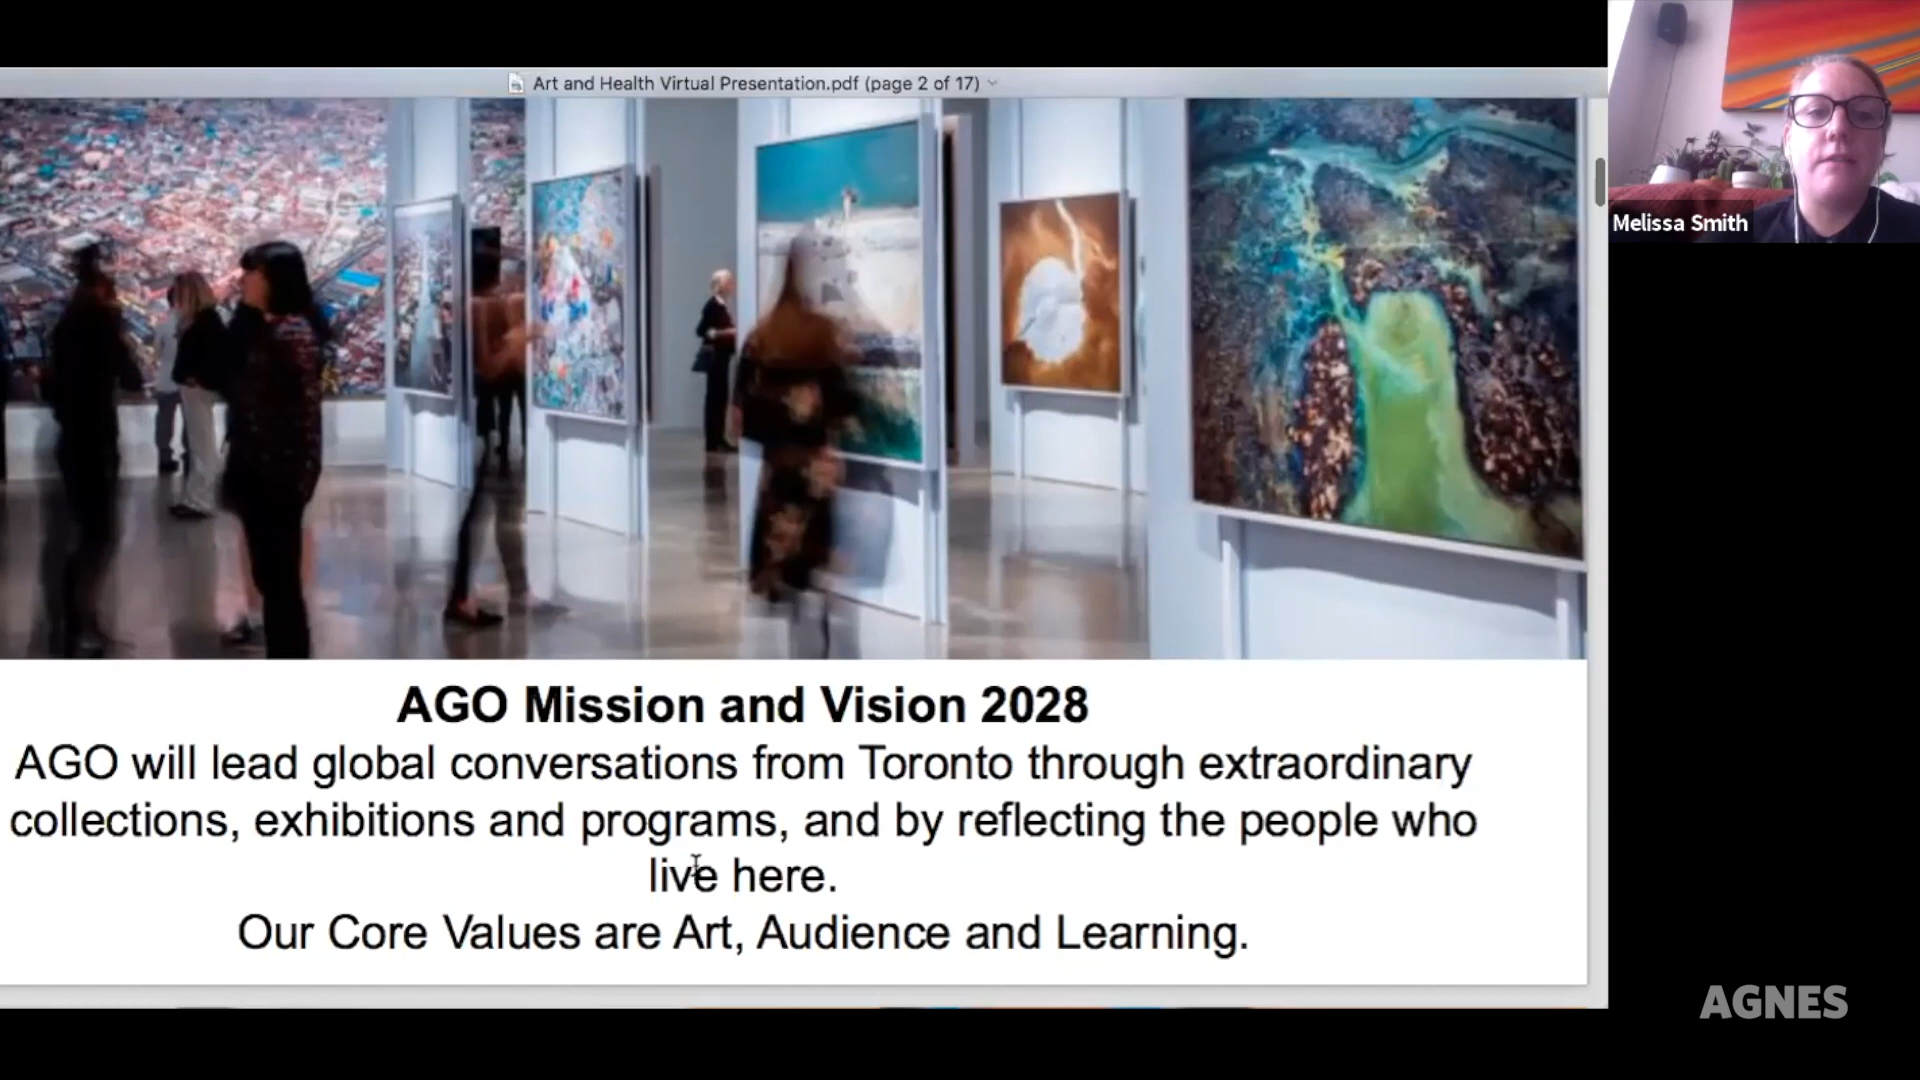 Art and Health Virtual Presentation.pdf (page 2 of 17)
Melissa Smith
AGO Mission and Vision 2028
AGO will lead global conversations from Toronto through extraordinary
collections, exhibitions and programs, and by reflecting the people who
live here.
Our Core Values are Art, Audience and Learning.
AGNES